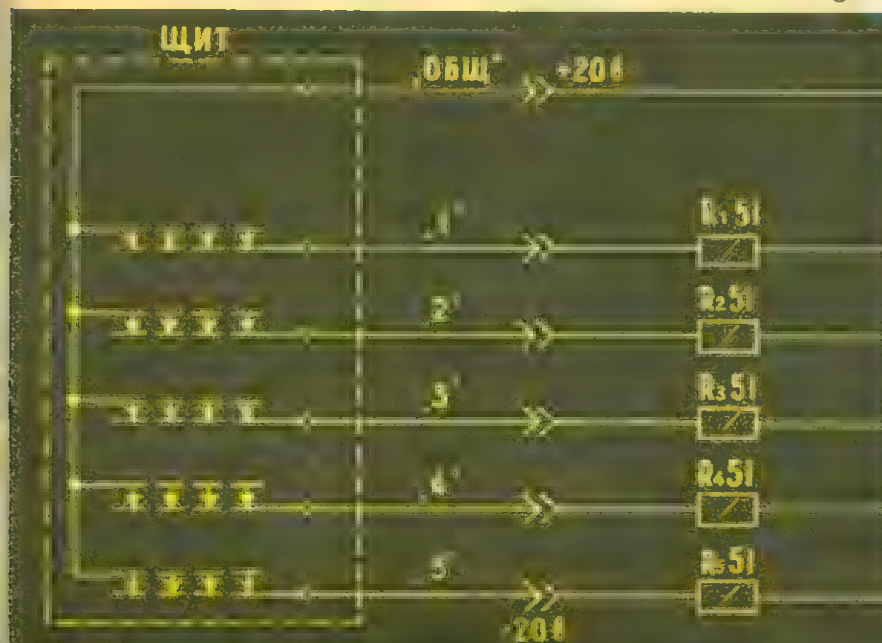 ЩИТ
„ОБЩ" +20в
„1" R₁ 51
„2" R₂ 51
„3" R₃ 51
„4" R₄ 51
„5" R₅ 51
-20в